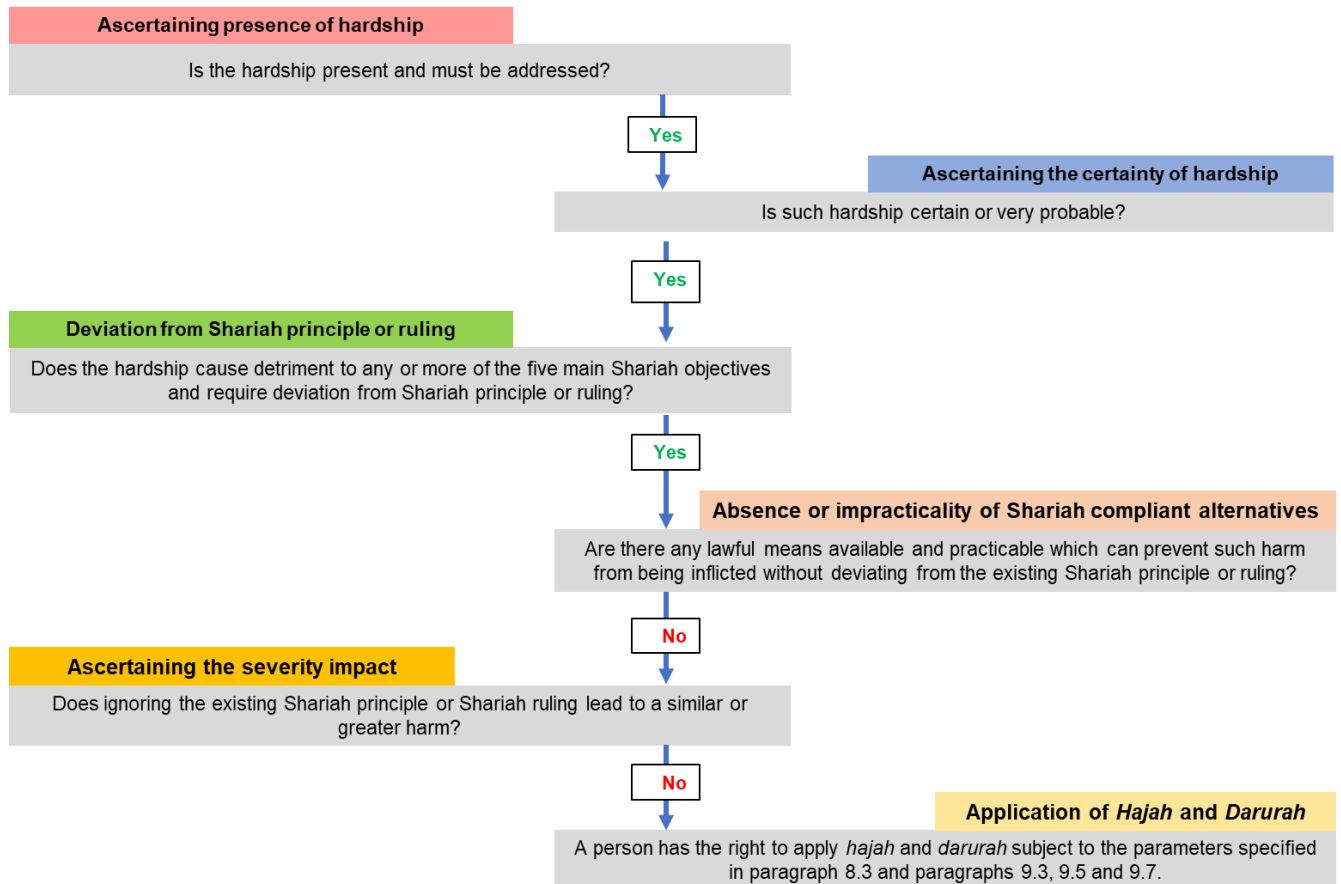 Ascertaining presence of hardship
Is the hardship present and must be addressed?
Yes
Ascertaining the certainty of hardship
Is such hardship certain or very probable?
Yes
Deviation from Shariah principle or ruling
Does the hardship cause detriment to any or more of the five main Shariah objectives
and require deviation from Shariah principle or ruling?
Yes
Absence or impracticality of Shariah compliant alternatives
Are there any lawful means available and practicable which can prevent such harm
from being inflicted without deviating from the existing Shariah principle or ruling?
No
Ascertaining the severity impact
Does ignoring the existing Shariah principle or Shariah ruling lead to a similar or
greater harm?
No
Application of Hajah and Darurah
A person has the right to apply hajah and darurah subject to the parameters specified
in paragraph 8.3 and paragraphs 9.3, 9.5 and 9.7.